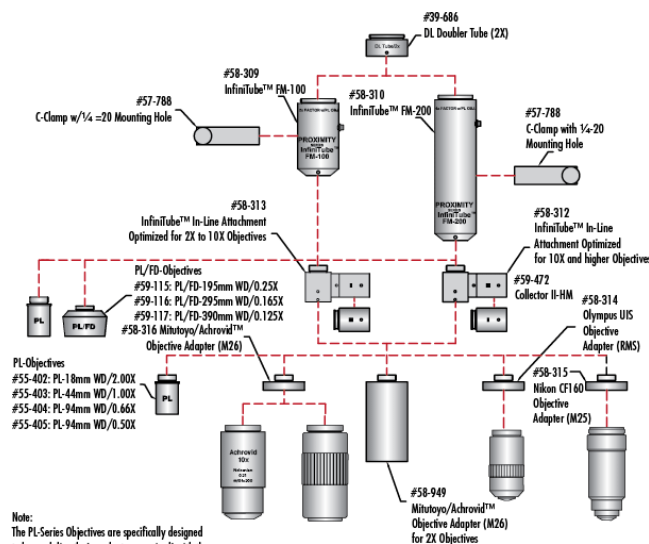 #39-686
DL Doubler Tube (2X)
DL Tube/2x
#58-309
InfiniTube™ FM-100
#58-310
InfiniTube™ FM-200
#57-788
C-Clamp w/¼ =20 Mounting Hole
PROXIMITY
InfiniTube™
FM-100
#57-788
C-Clamp with ¼-20
Mounting Hole
PROXIMITY
InfiniTube™
FM-200
#58-313
InfiniTube™ In-Line Attachment
Optimized for 2X to 10X Objectives
#58-312
InfiniTube™ In-Line
Attachment Optimized
for 10X and higher Objectives
PL/FD-Objectives
#59-115: PL/FD-195mm WD/0.25X
#59-116: PL/FD-295mm WD/0.165X
#59-117: PL/FD-390mm WD/0.125X
#59-472
Collector II-HM
PL
PL/FD
#58-316 Mitutoyo/Achrovid™
Objective Adapter (M26)
#58-314
Olympus UIS
Objective
Adapter (RMS)
PL-Objectives
#55-402: PL-18mm WD/2.00X
#55-403: PL-44mm WD/1.00X
#55-404: PL-94mm WD/0.66X
#55-405: PL-94mm WD/0.50X
PL
#58-315
Nikon CF160
Objective
Adapter (M25)
Achrovid
10x
#58-949
Mitutoyo/Achrovid™
Objective Adapter (M26)
for 2X Objectives
Note:
The PL-Series Objectives are specifically designed